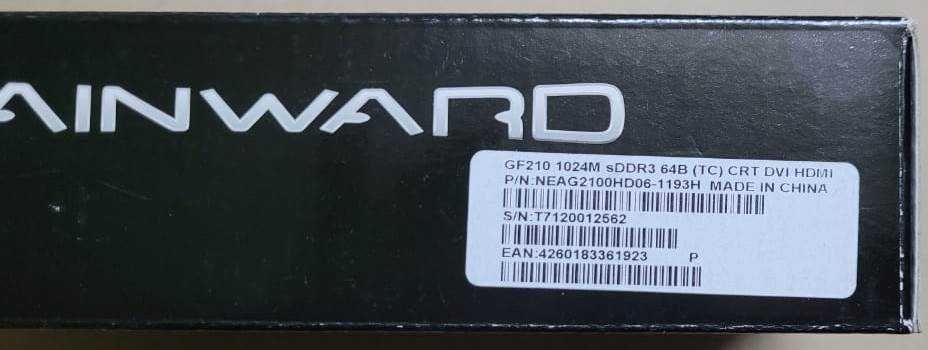 AINWARD
GF210 1024M sDDR3 64B (TC) CRT DVI HDMI
P/N:NEAG2100HD06-1193H MADE IN CHINA
S/N:T7120012562
EAN:4260183361923 P